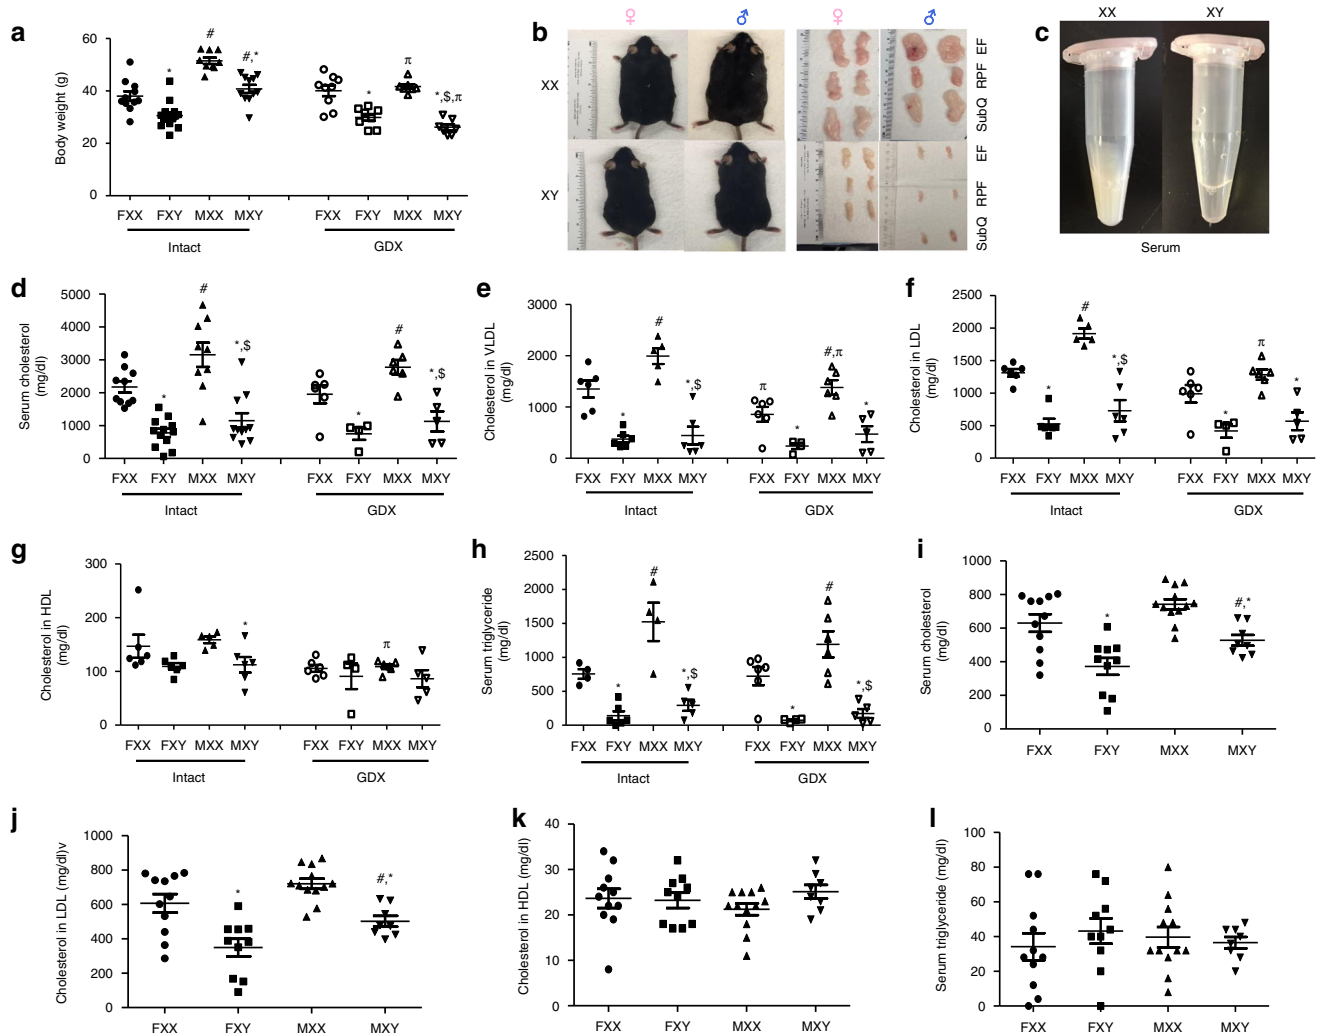 a
60
40
20
0
Body weight (g)
#
*
#,*
π
*
*,$,π
FXX FXY MXX MXY FXX FXY MXX MXY
Intact GDX
b
♀ ♂ ♀ ♂
XX
XY
EF
RPF
SubQ
EF
RPF
SubQ
c
XX XY
Serum
d
5000
4000
3000
2000
1000
0
Serum cholesterol
(mg/dl)
#
*
*,$
#
*
*,$
FXX FXY MXX MXY FXX FXY MXX MXY
Intact GDX
e
3000
2000
1000
0
Cholesterol in VLDL
(mg/dl)
#
*
*,$
π
*
#,π
*
FXX FXY MXX MXY FXX FXY MXX MXY
Intact GDX
f
2500
2000
1500
1000
500
0
Cholesterol in LDL
(mg/dl)
#
*
*,$
π
*
*
FXX FXY MXX MXY FXX FXY MXX MXY
Intact GDX
g
300
200
100
0
Cholesterol in HDL
(mg/dl)
*
π
FXX FXY MXX MXY FXX FXY MXX MXY
Intact GDX
h
2500
2000
1500
1000
500
0
Serum triglyceride
(mg/dl)
#
*
*,$
#
*
*,$
FXX FXY MXX MXY FXX FXY MXX MXY
Intact GDX
i
1000
800
600
400
200
0
Serum cholesterol
(mg/dl)
*
#,*
FXX FXY MXX MXY
j
1000
800
600
400
200
0
Cholesterol in LDL (mg/dl)v
*
#,*
FXX FXY MXX MXY
k
40
30
20
10
0
Cholesterol in HDL (mg/dl)
FXX FXY MXX MXY
l
100
80
60
40
20
0
Serum triglyceride (mg/dl)
FXX FXY MXX MXY